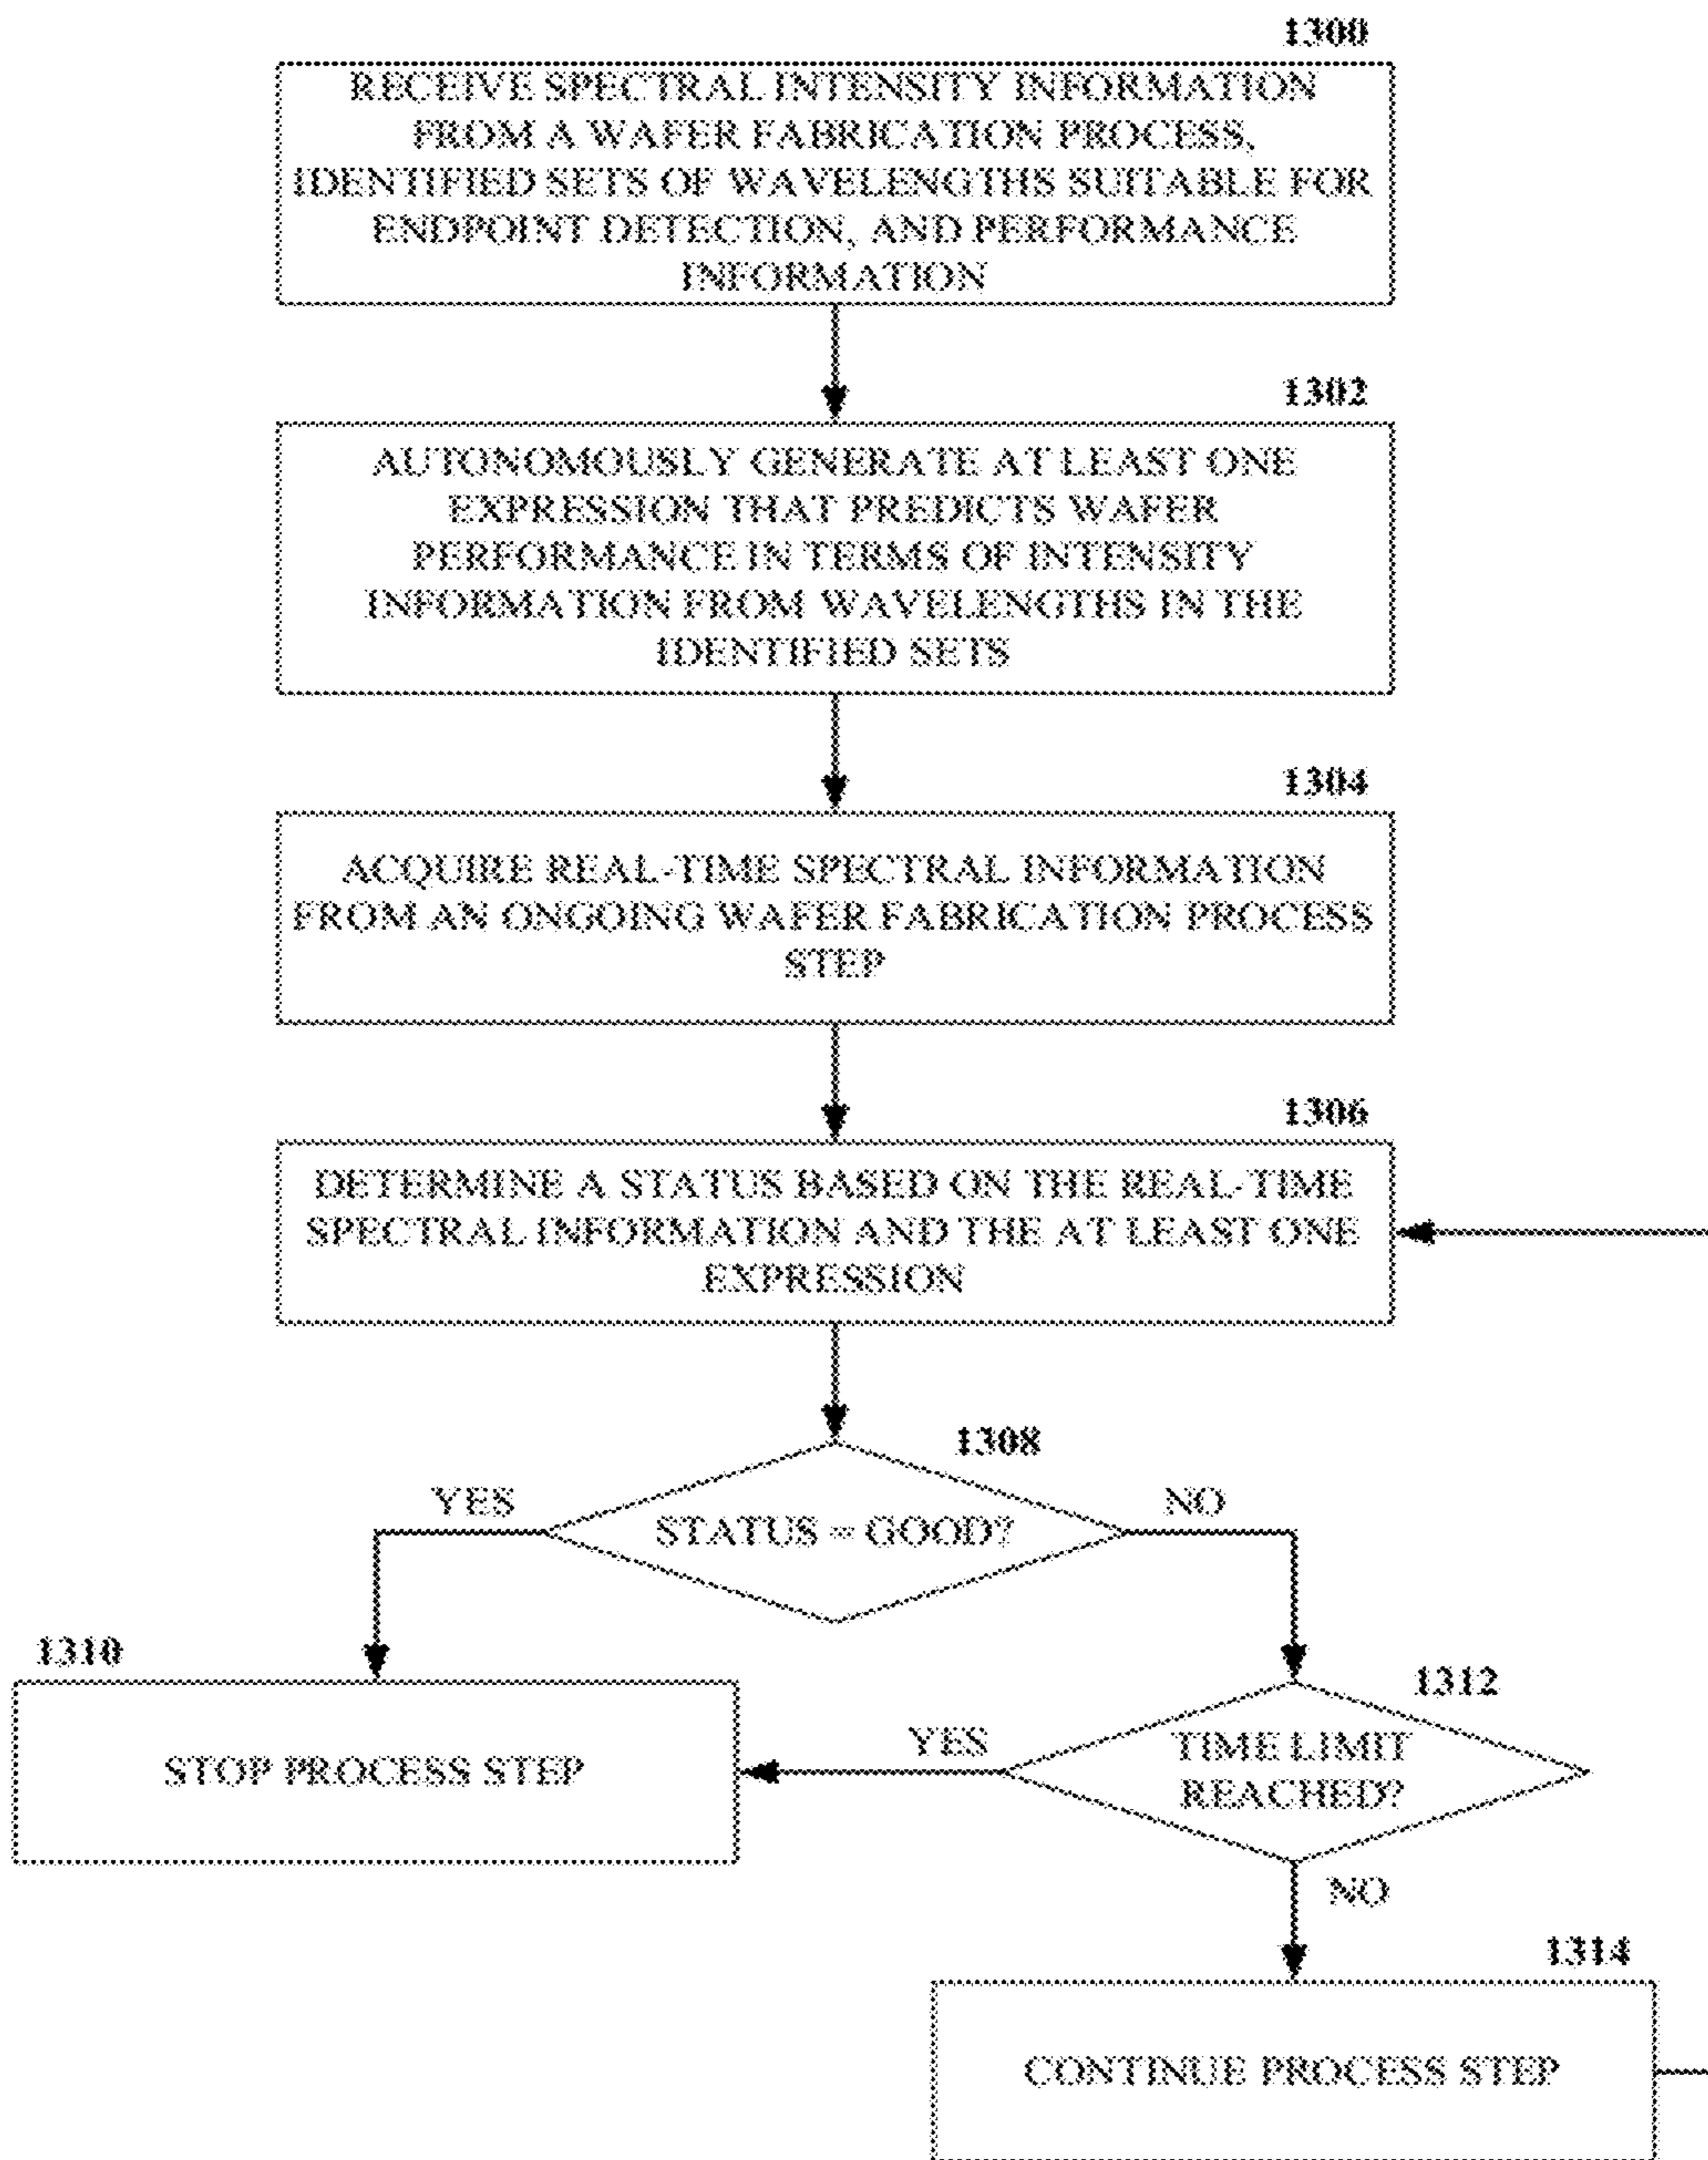 1300
RECEIVE SPECTRAL INTENSITY INFORMATION
FROM A WAFER FABRICATION PROCESS,
IDENTIFIED SETS OF WAVELENGTHS SUITABLE FOR
ENDPOINT DETECTION, AND PERFORMANCE
INFORMATION
1302
AUTONOMOUSLY GENERATE AT LEAST ONE
EXPRESSION THAT PREDICTS WAFER
PERFORMANCE IN TERMS OF INTENSITY
INFORMATION FROM WAVELENGTHS IN THE
IDENTIFIED SETS
1304
ACQUIRE REAL-TIME SPECTRAL INFORMATION
FROM AN ONGOING WAFER FABRICATION PROCESS
STEP
1306
DETERMINE A STATUS BASED ON THE REAL-TIME
SPECTRAL INFORMATION AND THE AT LEAST ONE
EXPRESSION
1308
YES
STATUS = GOOD?
NO
1310
STOP PROCESS STEP
1312
YES
TIME LIMIT
REACHED?
NO
1314
CONTINUE PROCESS STEP